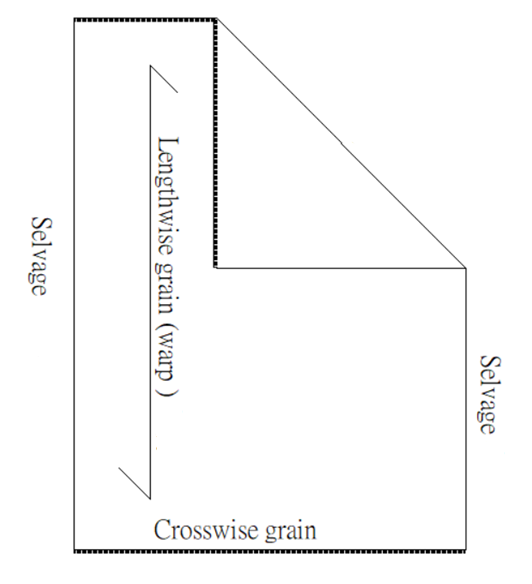 Selvage
Lengthwise grain (warp )
Selvage
Crosswise grain